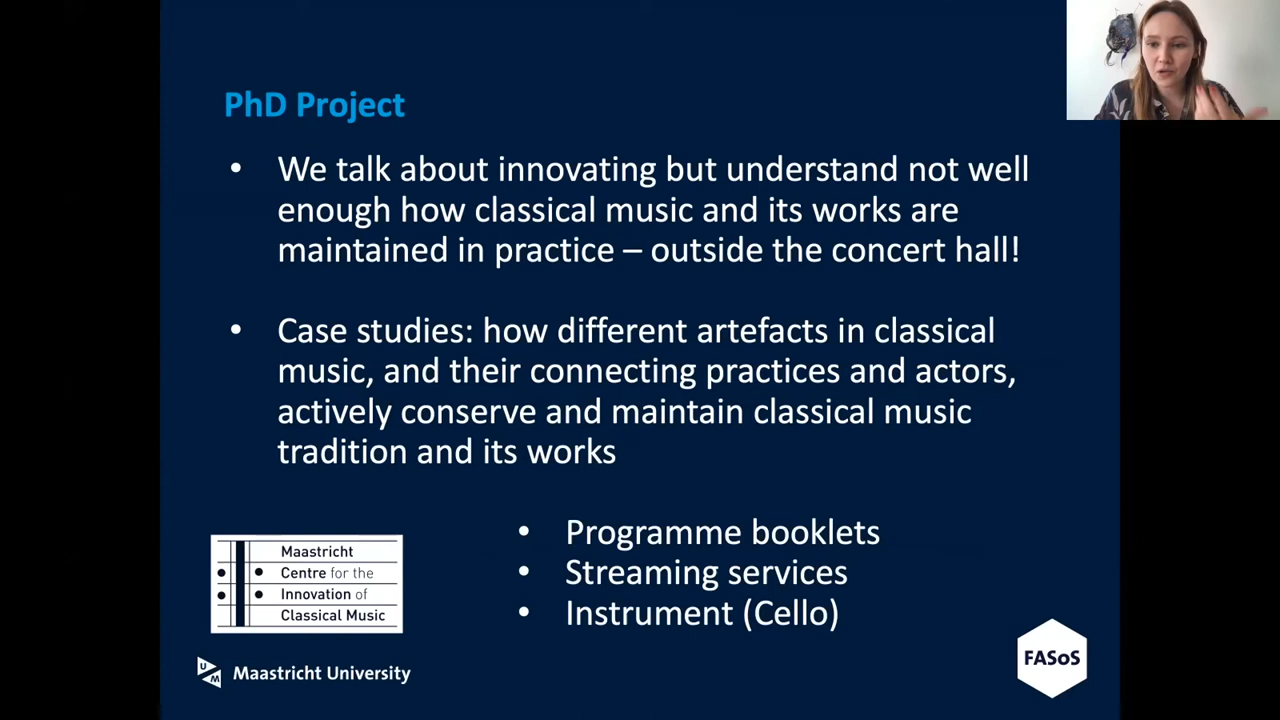 PhD Project
• We talk about innovating but understand not well
enough how classical music and its works are
maintained in practice – outside the concert hall!
• Case studies: how different artefacts in classical
music, and their connecting practices and actors,
actively conserve and maintain classical music
tradition and its works
• Programme booklets
• Streaming services
• Instrument (Cello)
Maastricht
Centre for the
Innovation of
Classical Music
UM Maastricht University
FASoS